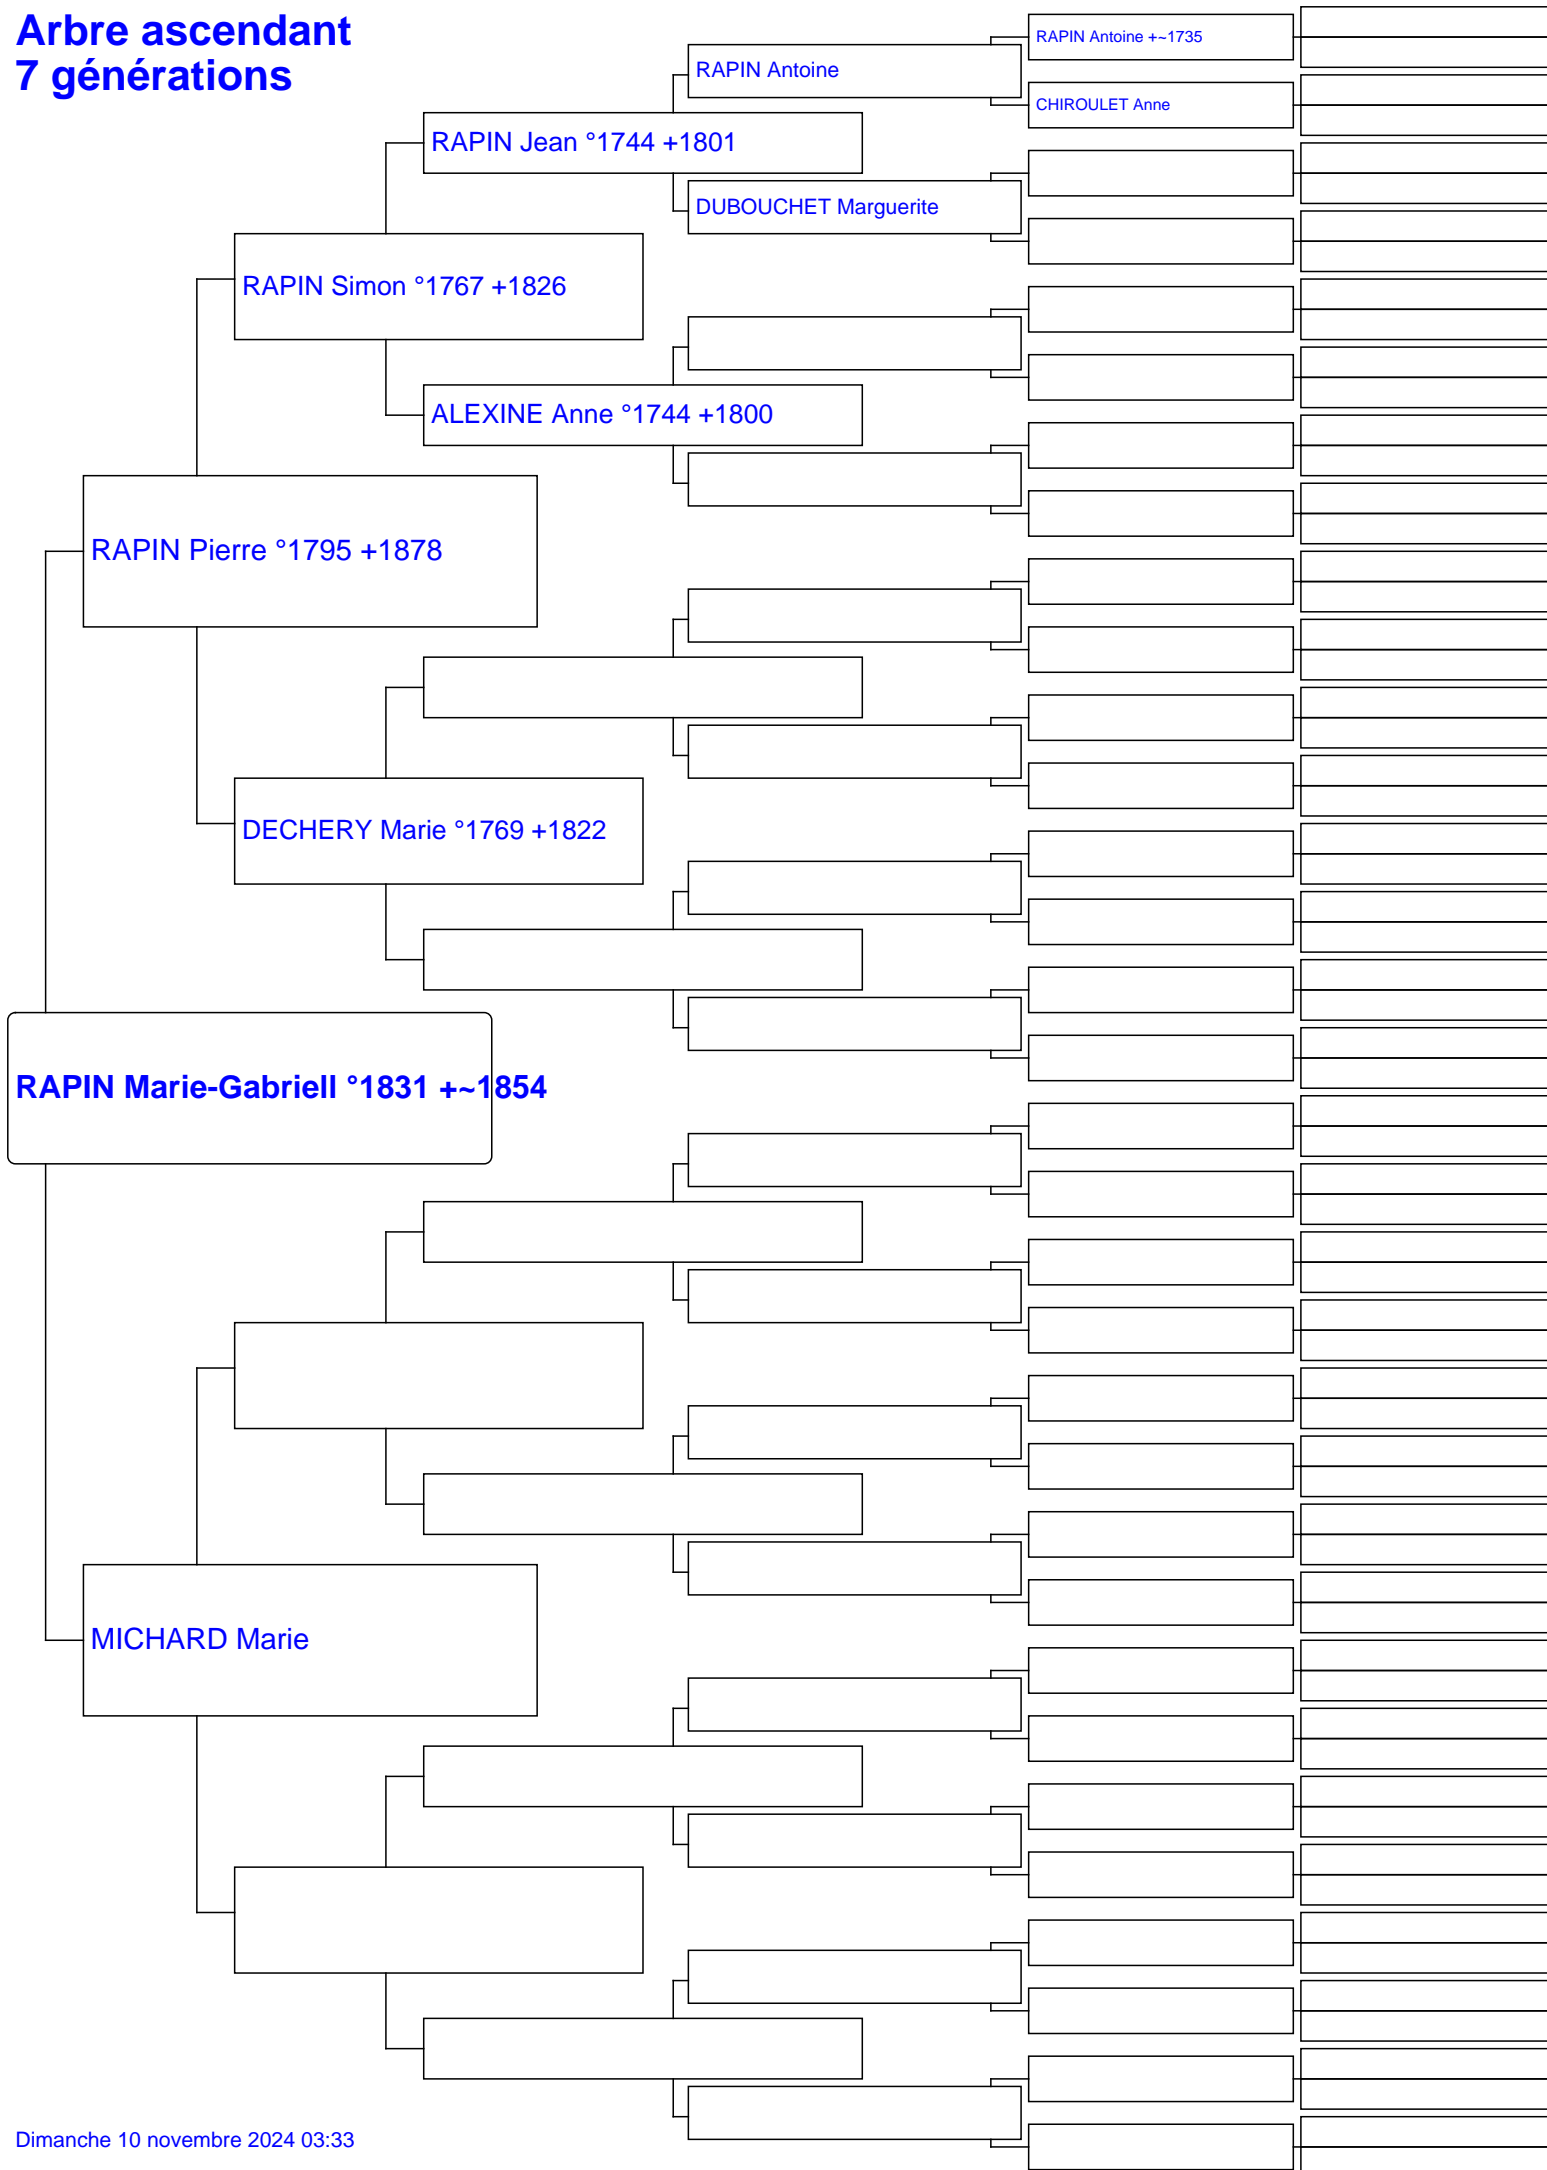 Arbre ascendant
7 générations
RAPIN Antoine +~1735
RAPIN Antoine
CHIROULET Anne
RAPIN Jean °1744 +1801
DUBOUCHET Marguerite
RAPIN Simon °1767 +1826
ALEXINE Anne °1744 +1800
RAPIN Pierre °1795 +1878
DECHERY Marie °1769 +1822
RAPIN Marie-Gabriell °1831 +~1854
MICHARD Marie
Dimanche 10 novembre 2024 03:33